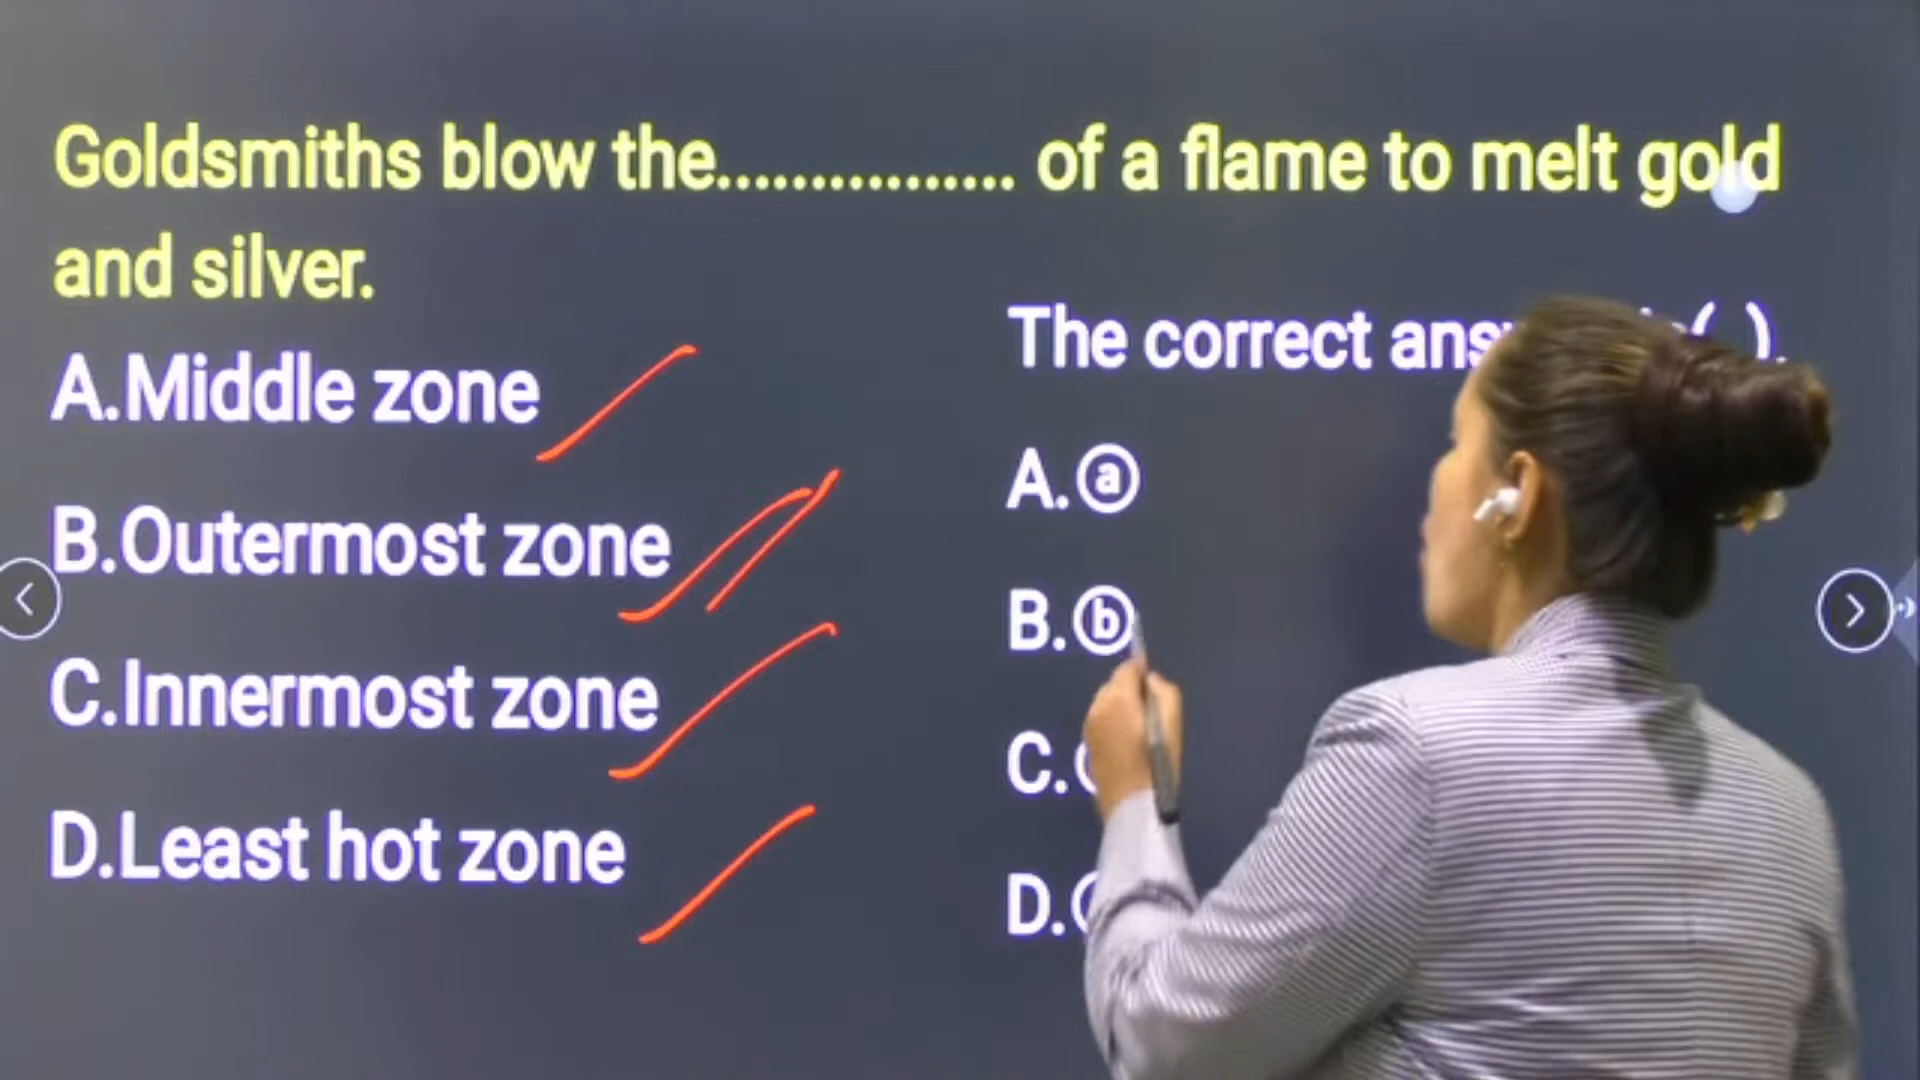 Goldsmiths blow the................ of a flame to melt gold
and silver.
A.Middle zone
B.Outermost zone
C.Innermost zone
D.Least hot zone
The correct ( ).
A.ⓐ
B.ⓑ
C.
D.